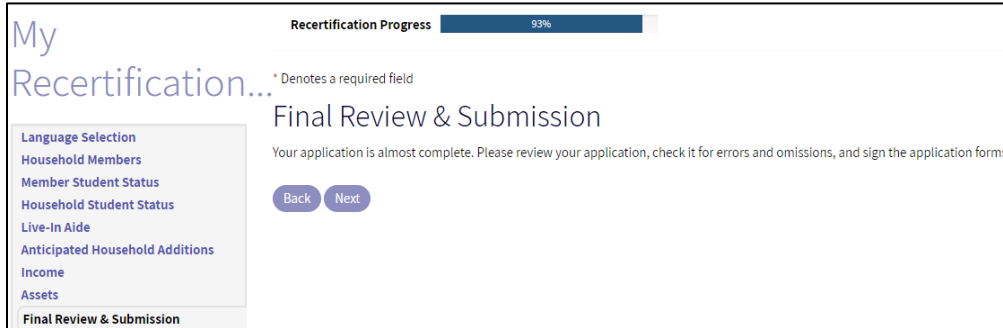 My
Recertification...
Language Selection
Household Members
Member Student Status
Household Student Status
Live-In Aide
Anticipated Household Additions
Income
Assets
Final Review & Submission
Recertification Progress 93%
* Denotes a required field
Final Review & Submission
Your application is almost complete. Please review your application, check it for errors and omissions, and sign the application forms
Back Next